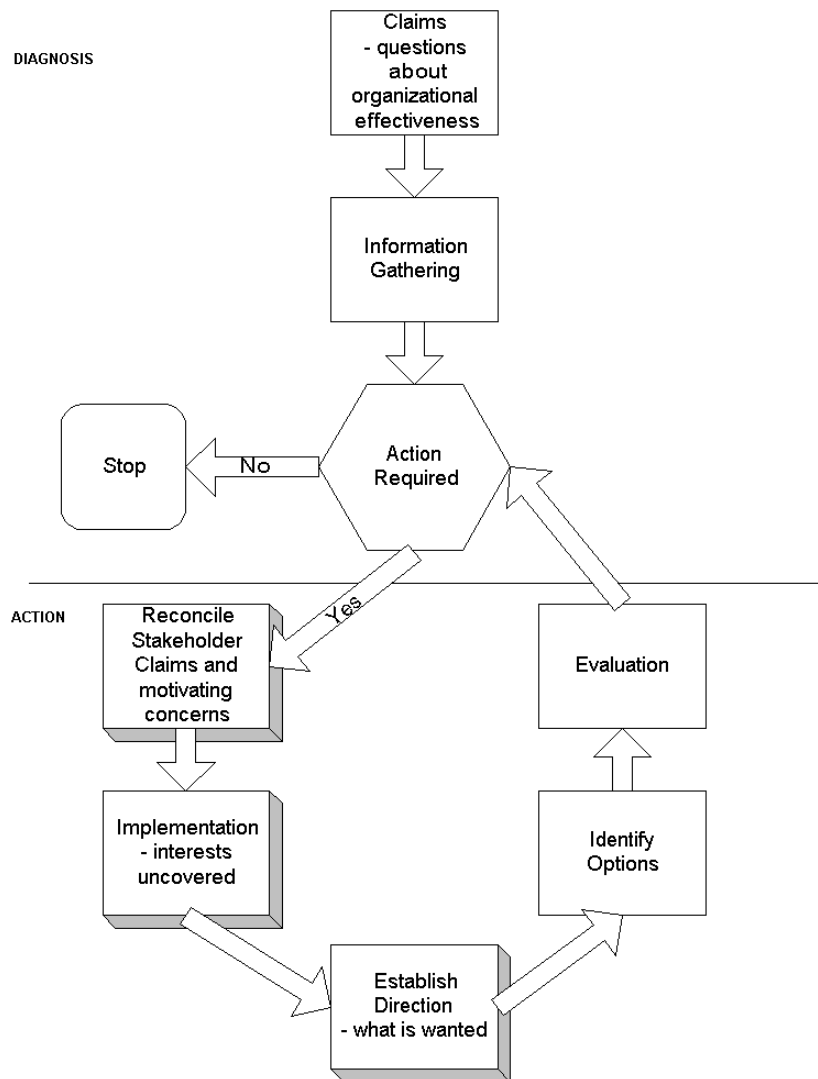 DIAGNOSIS
Claims
- questions
about
organizational
effectiveness
Information
Gathering
Action
Required
No
Stop
Yes
ACTION
Reconcile
Stakeholder
Claims and
motivating
concerns
Implementation
- interests
uncovered
Establish
Direction
- what is wanted
Identify
Options
Evaluation